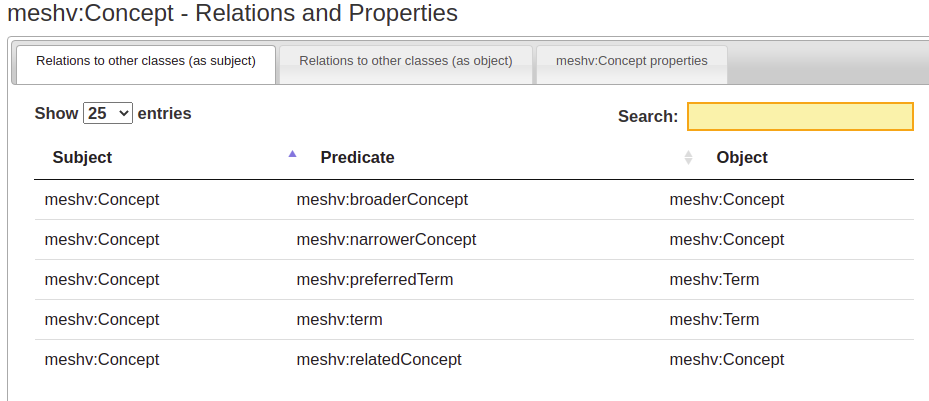 meshv:Concept - Relations and Properties
Relations to other classes (as subject) Relations to other classes (as object) meshv:Concept properties
Show 25 entries Search:
Subject Predicate Object
meshv:Concept meshv:broaderConcept meshv:Concept
meshv:Concept meshv:narrowerConcept meshv:Concept
meshv:Concept meshv:preferredTerm meshv:Term
meshv:Concept meshv:term meshv:Term
meshv:Concept meshv:relatedConcept meshv:Concept